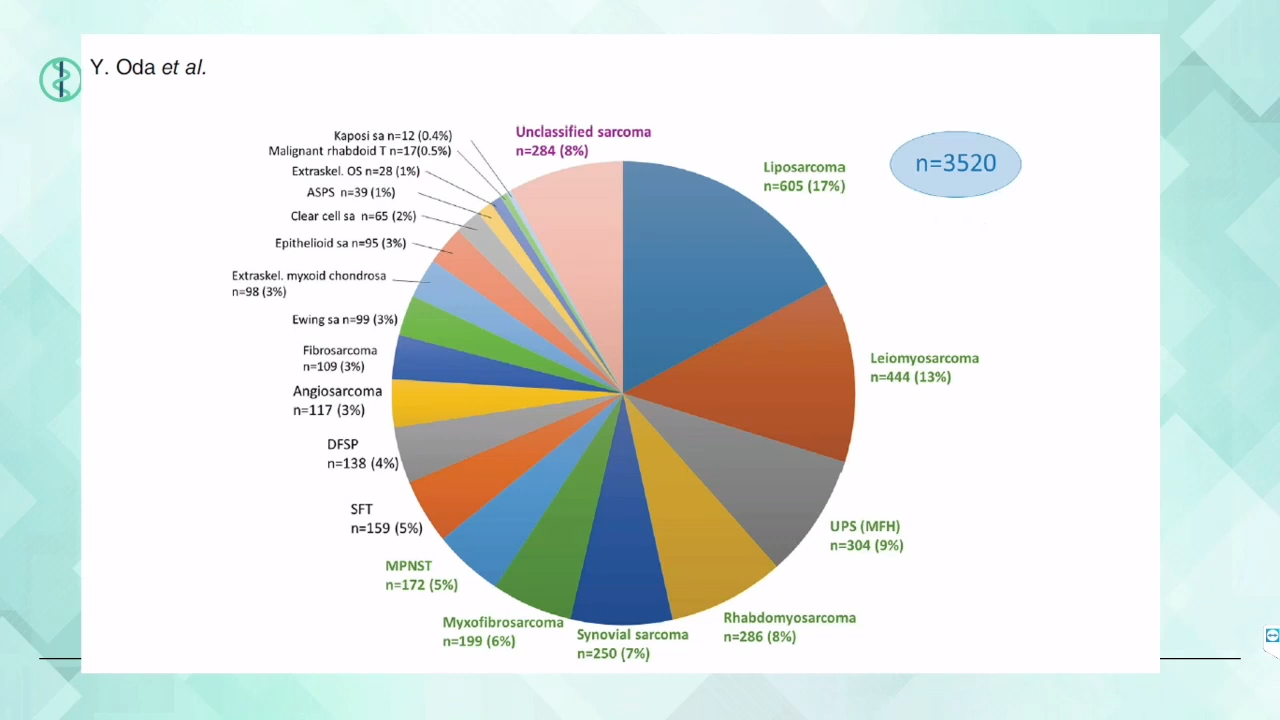 Y. Oda et al.
n=3520
Unclassified sarcoma
n=284 (8%)
Liposarcoma
n=605 (17%)
Leiomyosarcoma
n=444 (13%)
UPS (MFH)
n=304 (9%)
Rhabdomyosarcoma
n=286 (8%)
Synovial sarcoma
n=250 (7%)
Myxofibrosarcoma
n=199 (6%)
MPNST
n=172 (5%)
SFT
n=159 (5%)
DFSP
n=138 (4%)
Angiosarcoma
n=117 (3%)
Fibrosarcoma
n=109 (3%)
Ewing sa n=99 (3%)
Extraskel. myxoid chondrosa
n=98 (3%)
Epithelioid sa n=95 (3%)
Clear cell sa n=65 (2%)
ASPS n=39 (1%)
Extraskel. OS n=28 (1%)
Malignant rhabdoid T n=17(0.5%)
Kaposi sa n=12 (0.4%)